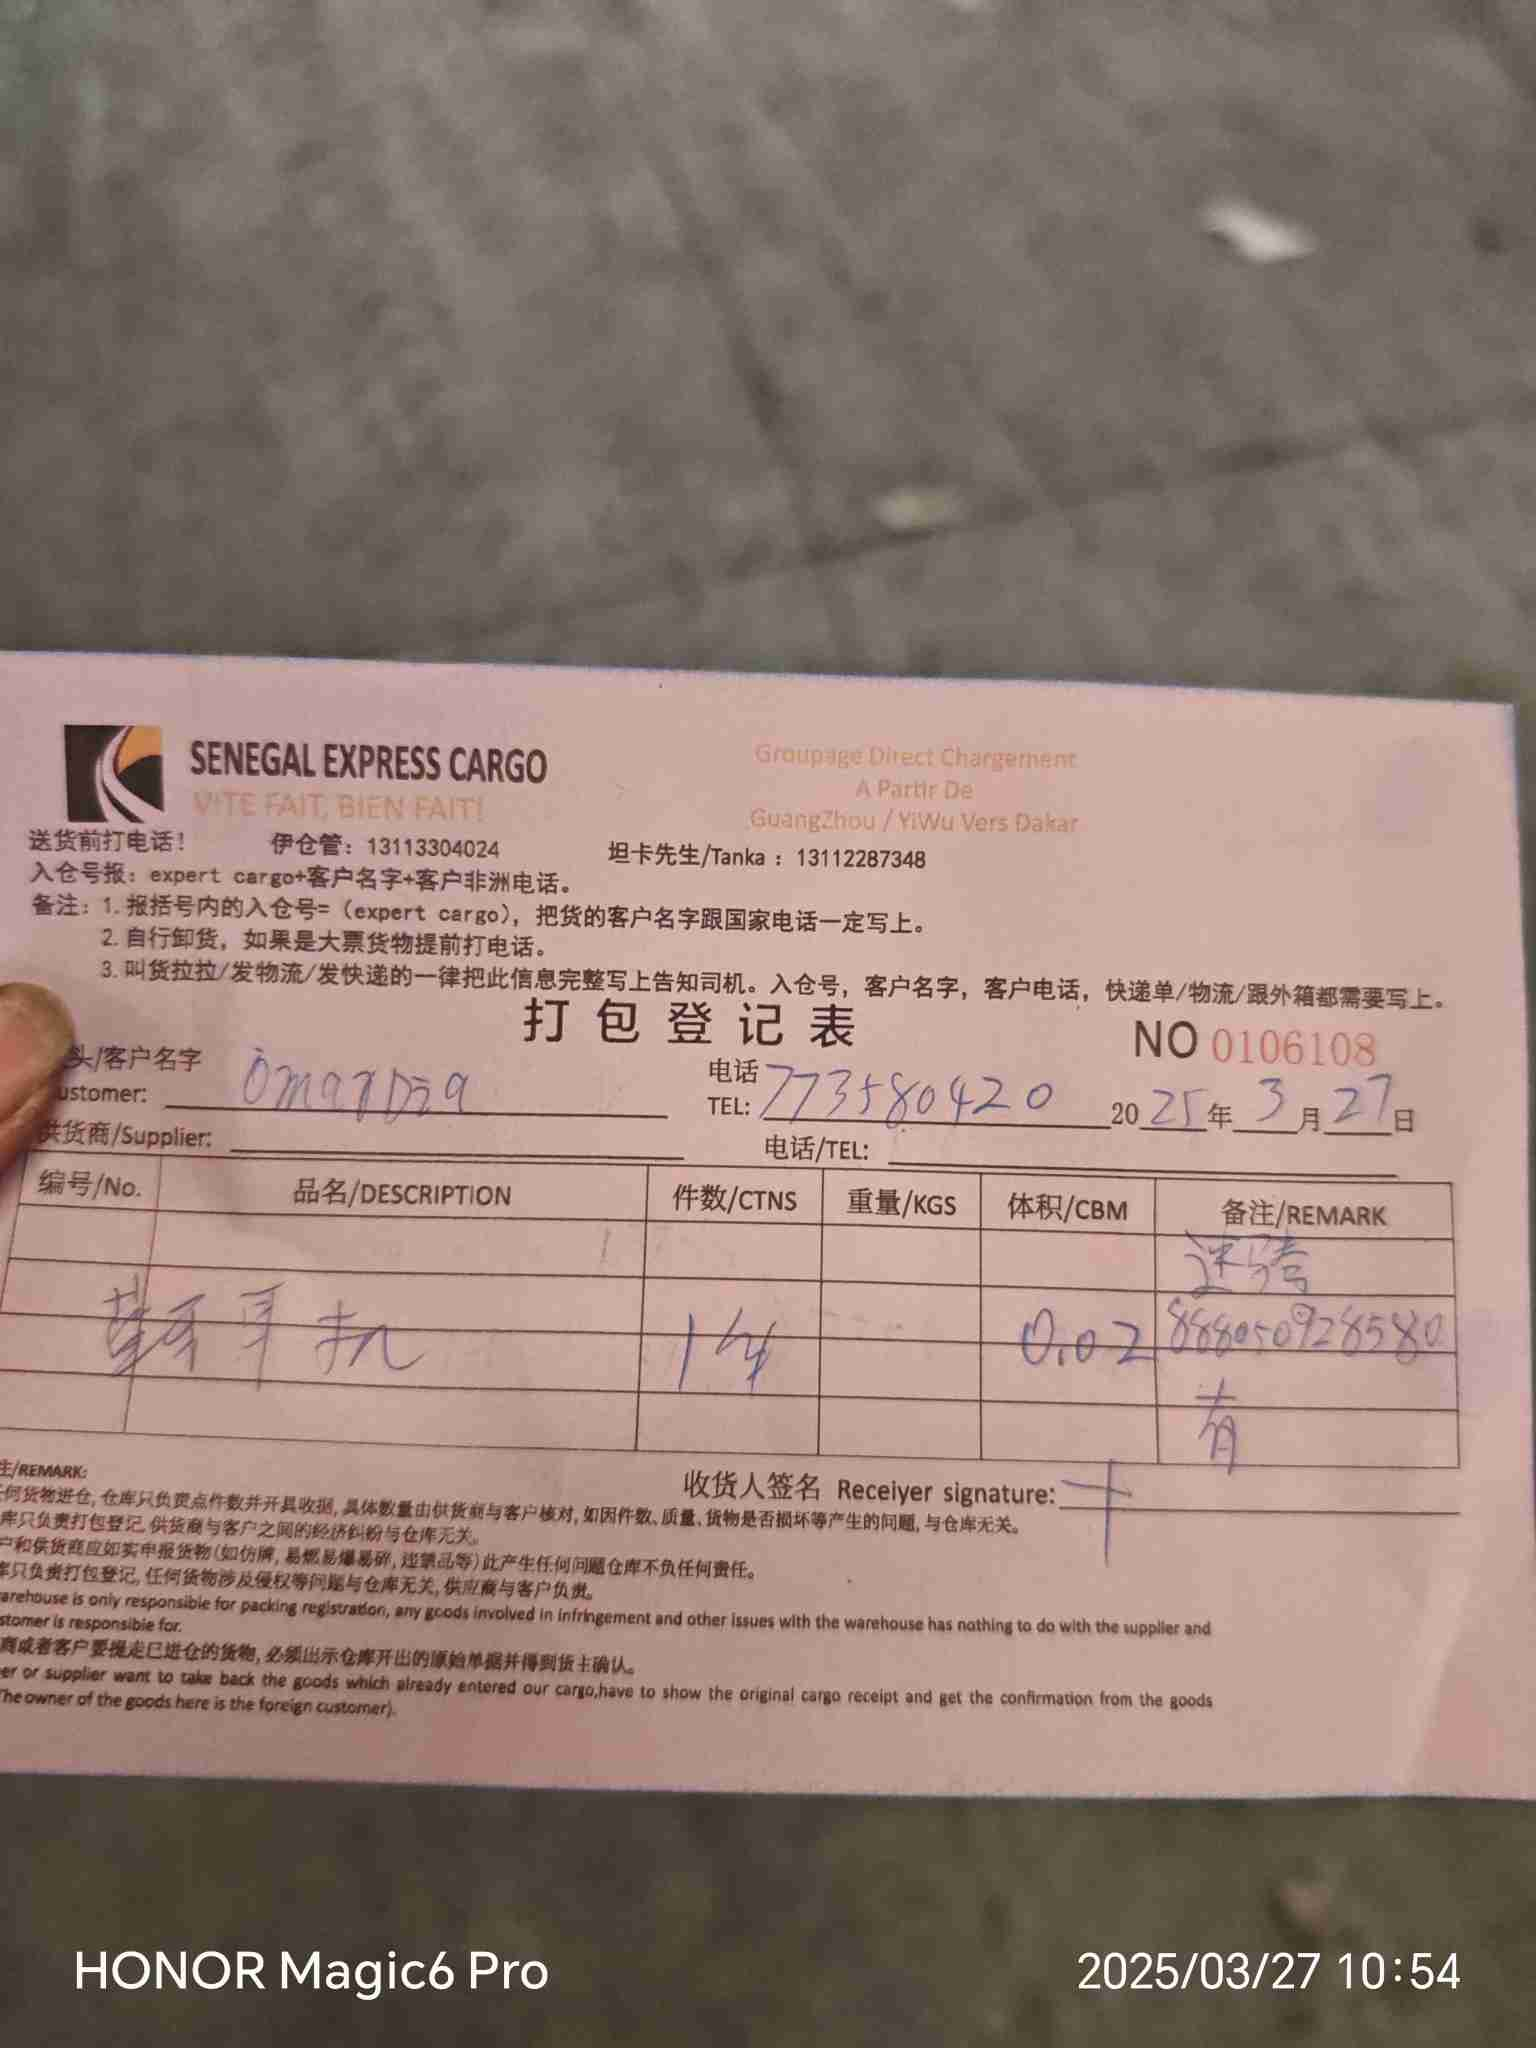 SENEGAL EXPRESS CARGO
VITE FAIT, BIEN FAIT!
Groupage Direct Chargement
A Partir De
GuangZhou / YiWu Vers Dakar
送货前打电话！ 伊仓管：13113304024 坦卡先生/Tanka：13112287348
入仓号报：expert cargo+客户名字+客户非洲电话。
备注：1. 报括号内的入仓号=（expert cargo），把货的客户名字跟国家电话一定写上。
2. 自行卸货，如果是大票货物提前打电话。
3. 叫货拉拉/发物流/发快递的一律把此信息完整写上告知司机。入仓号，客户名字，客户电话，快递单/物流/跟外箱都需要写上。
打包登记表
NO 0106108
头/客户名字 电话
ustomer: omarDia TEL: 773580420 2025年3月27日
供货商/Supplier: 电话/TEL:
编号/No. 品名/DESCRIPTION 件数/CTNS 重量/KGS 体积/CBM 备注/REMARK
耳机 1件 0.02 888050928580
有
收货人签名 Receiyer signature:
主/REMARK:
任何货物进仓，仓库只负责点件数并开具收据，具体数量由供货商与客户核对，如因件数、质量、货物是否损坏等产生的问题，与仓库无关。
库只负责打包登记，供货商与客户之间的经济纠纷与仓库无关。
户和供货商应如实申报货物（如仿牌，易燃易爆易碎，违禁品等）此产生任何问题仓库不负任何责任。
库只负责打包登记，任何货物涉及侵权等问题与仓库无关，供应商与客户负责。
arehouse is only responsible for packing registration, any goods involved in infringement and other issues with the warehouse has nothing to do with the supplier and
stomer is responsible for.
商或者客户要提走已进仓的货物，必须出示仓库开出的原始单据并得到货主确认。
er or supplier want to take back the goods which already entered our cargo,have to show the original cargo receipt and get the confirmation from the goods
The owner of the goods here is the foreign customer).
HONOR Magic6 Pro
2025/03/27 10:54